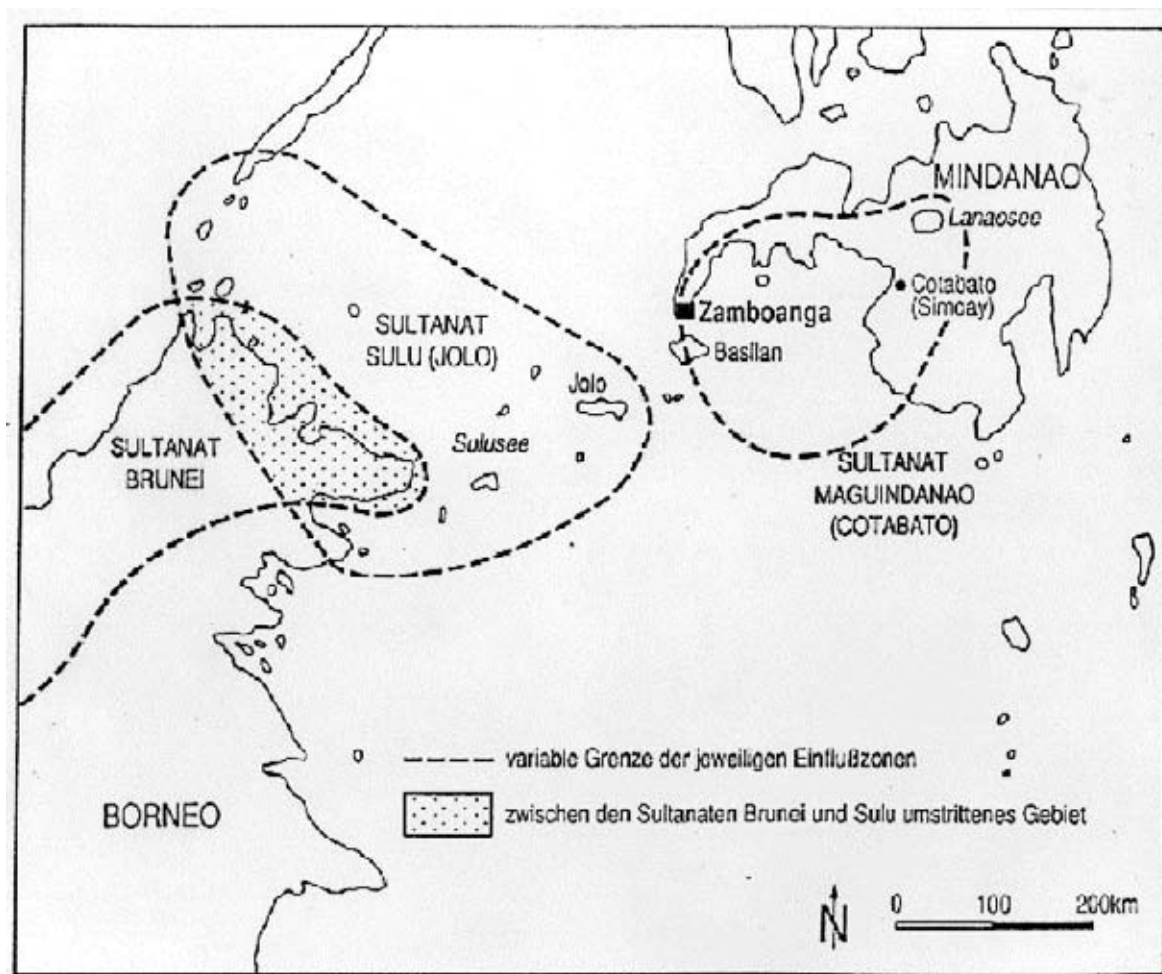 MINDANAO
Lanaosee
Cotabato
(Simoay)
Zamboanga
Basilan
SULTANAT
SULU (JOLO)
Jolo
Sulusee
SULTANAT
BRUNEI
SULTANAT
MAGUINDANAO
(COTABATO)
variable Grenze der jeweiligen Einflußzonen
BORNEO
zwischen den Sultanaten Brunei und Sulu umstrittenes Gebiet
N
0 100 200km